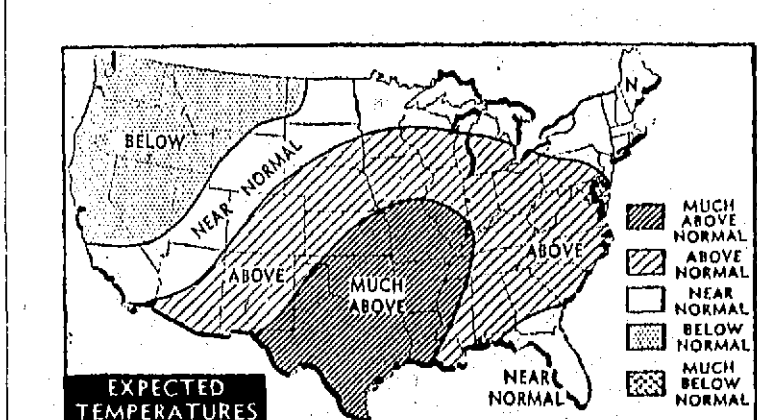 BELOW
NEAR NORMAL
N
ABOVE
MUCH
ABOVE
ABOVE
NEAR
NORMAL
MUCH
ABOVE
NORMAL
ABOVE
NORMAL
NEAR
NORMAL
BELOW
NORMAL
MUCH
BELOW
NORMAL
EXPECTED
TEMPERATURES